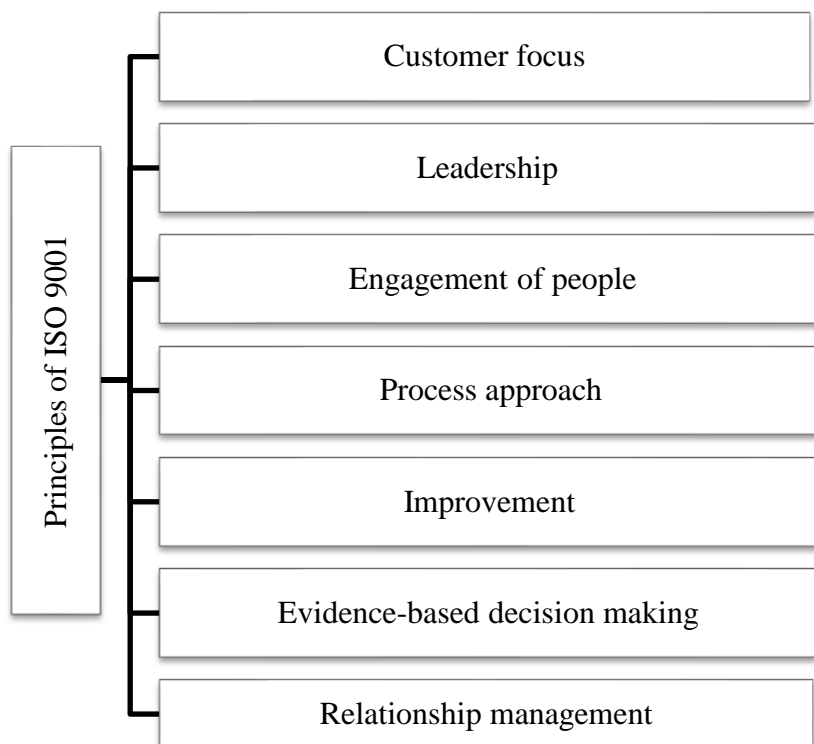 Principles of ISO 9001
Customer focus
Leadership
Engagement of people
Process approach
Improvement
Evidence-based decision making
Relationship management